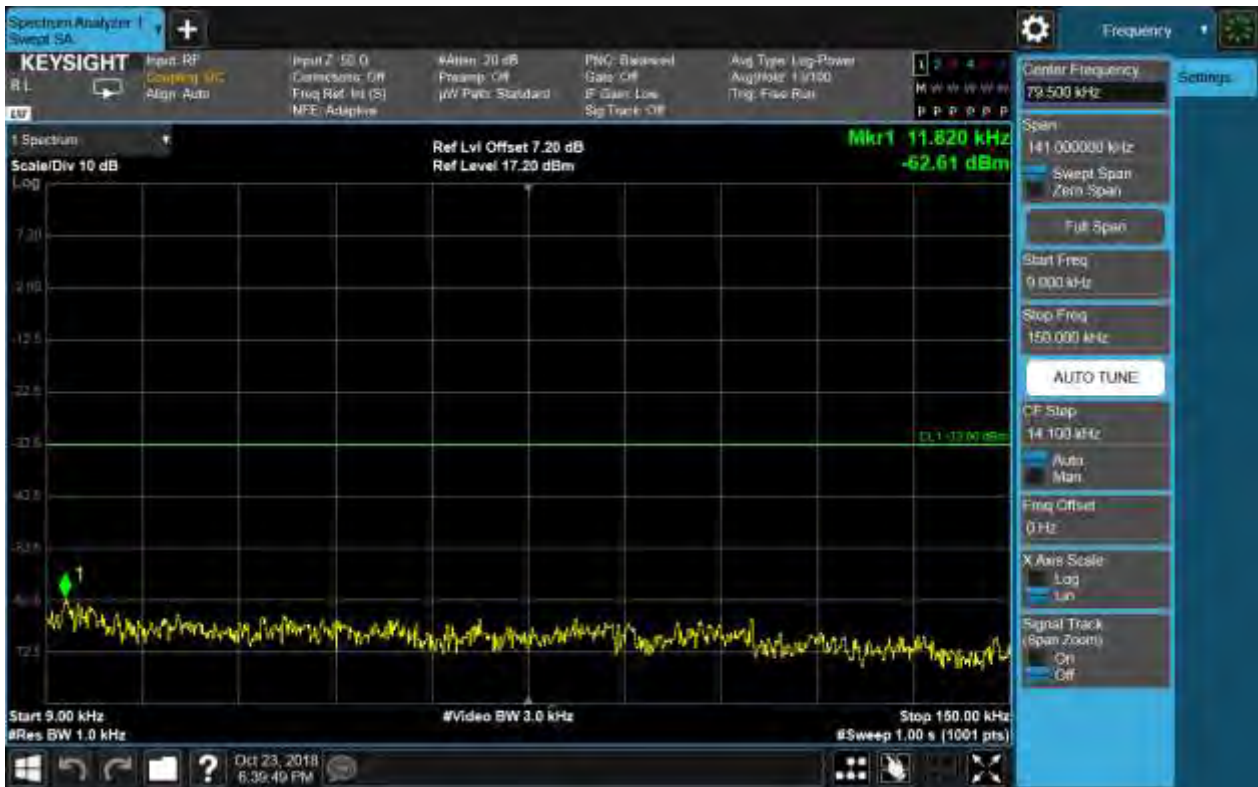 Spectrum Analyzer 1
Swept SA
Frequency
KEYSIGHT
Input: RF
Coupling: DC
Align: Auto
Input Z: 50 Ω
Corrections: Off
Freq Ref: Int (S)
NFE: Adaptive
#Atten: 20 dB
Preamp: Off
µW Path: Standard
PNO: Balanced
Gate: Off
IF Gain: Low
Sig Track: Off
Avg Type: Log-Power
Trig: Free Run
Center Frequency
79.500 kHz
Settings
1 Spectrum
Scale/Div 10 dB
Log
Ref Lvl Offset 7.20 dB
Ref Level 17.20 dBm
Mkr1 11.820 kHz
-62.61 dBm
Span
141.000000 kHz
Swept Span
Zero Span
Full Span
Start Freq
9.000 kHz
Stop Freq
150.000 kHz
AUTO TUNE
CF Step
14.100 kHz
Auto
Man
Freq Offset
0 Hz
X Axis Scale
Log
Lin
Signal Track
(Span Zoom)
On
Off
7.20
-2.80
-12.8
-22.8
1
Start 9.00 kHz
#Video BW 3.0 kHz
Stop 150.00 kHz
#Res BW 1.0 kHz
#Sweep 1.00 s (1001 pts)
?
Oct 23, 2018
6:39:49 PM